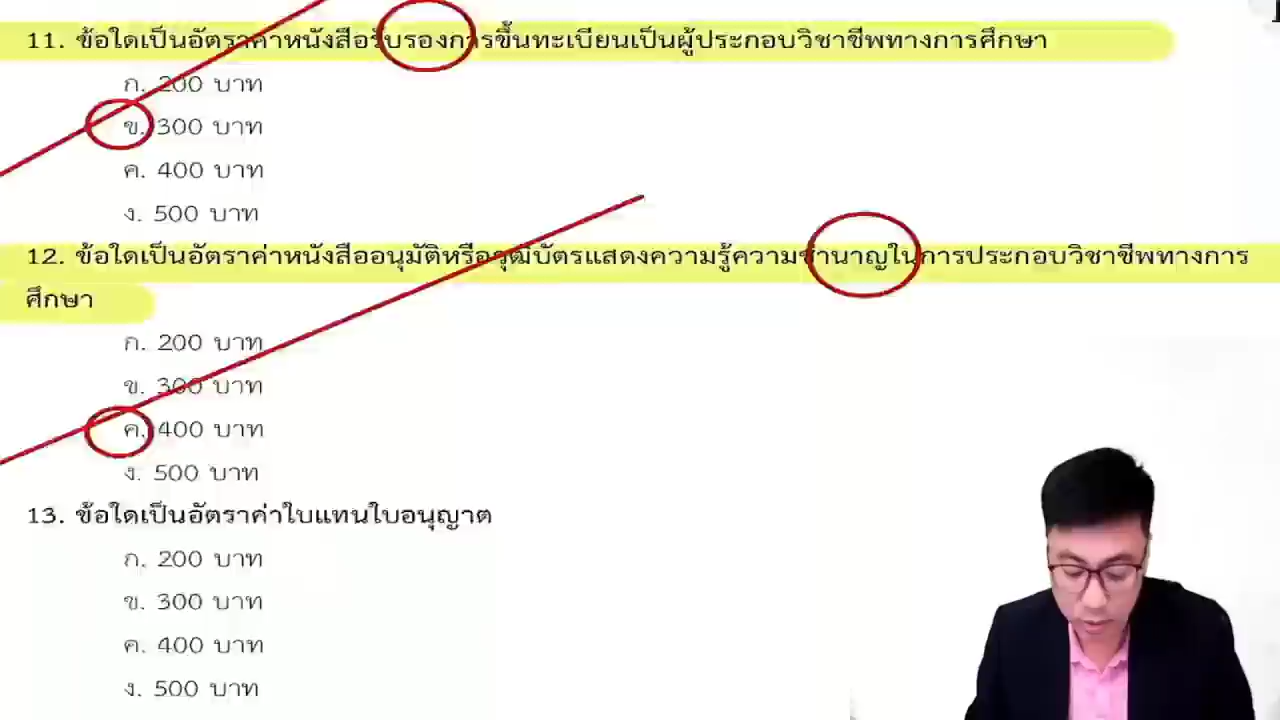 11. ข้อใดเป็นอัตราค่าหนังสือรับรองการขึ้นทะเบียนเป็นผู้ประกอบวิชาชีพทางการศึกษา
ก. 200 บาท
ข. 300 บาท
ค. 400 บาท
ง. 500 บาท
12. ข้อใดเป็นอัตราค่าหนังสืออนุมัติหรือวุฒิบัตรแสดงความรู้ความชำนาญในการประกอบวิชาชีพทางการ
ศึกษา
ก. 200 บาท
ข. 300 บาท
ค. 400 บาท
ง. 500 บาท
13. ข้อใดเป็นอัตราค่าใบแทนใบอนุญาต
ก. 200 บาท
ข. 300 บาท
ค. 400 บาท
ง. 500 บาท